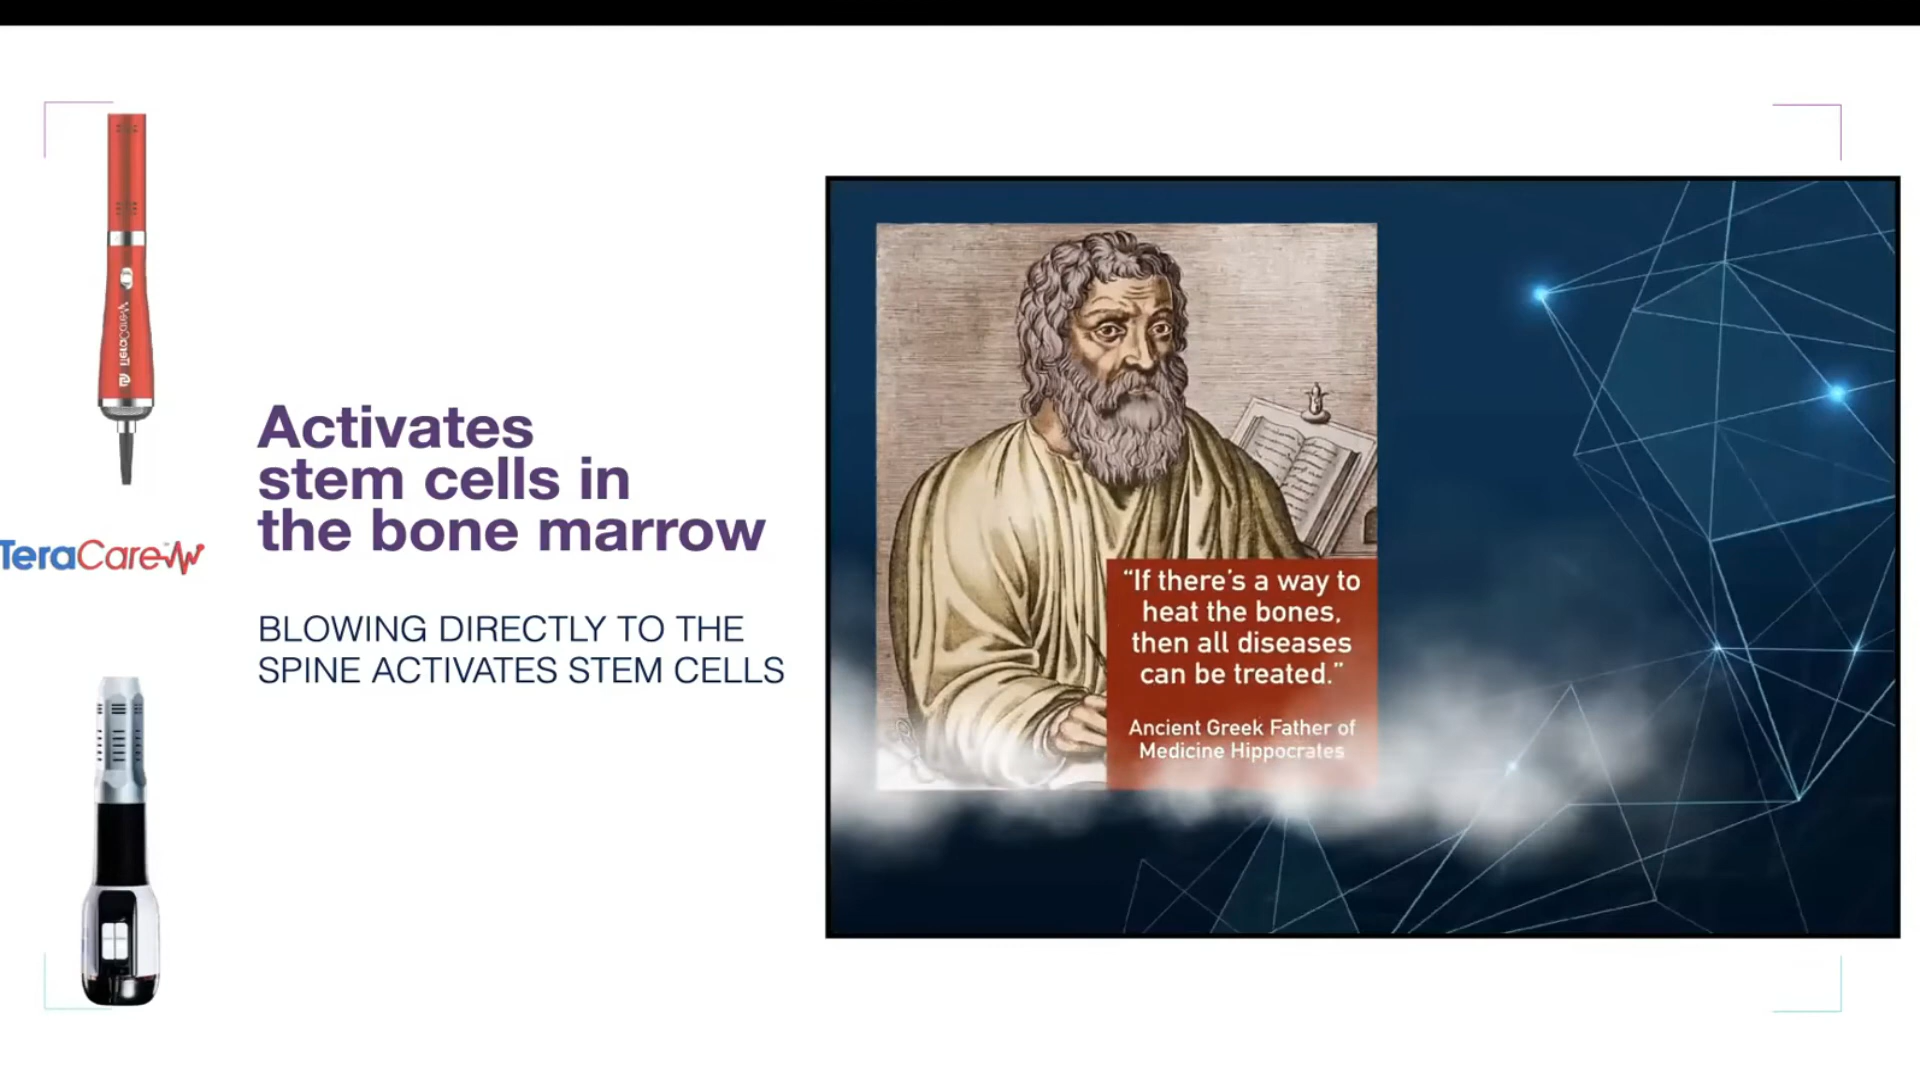 TeraCare
Activates
stem cells in
the bone marrow
TeraCare
BLOWING DIRECTLY TO THE
SPINE ACTIVATES STEM CELLS
“If there’s a way to
heat the bones,
then all diseases
can be treated.”
Ancient Greek Father of
Medicine Hippocrates